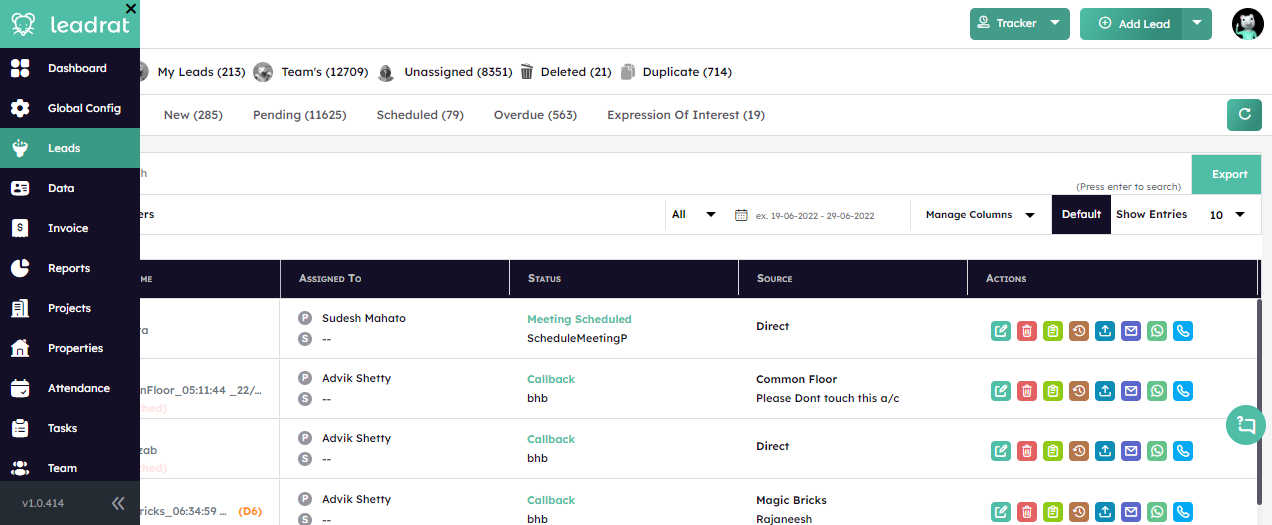 leadrat
Tracker
Add Lead
Dashboard
My Leads (213) Team's (12709) Unassigned (8351) Deleted (21) Duplicate (714)
Global Config
New (285) Pending (11625) Scheduled (79) Overdue (563) Expression Of Interest (19)
Leads
Data
(Press enter to search)
Export
Invoice
All
ex. 19-06-2022 - 29-06-2022
Manage Columns
Default
Show Entries
10
Reports
Projects
Properties
Attendance
Tasks
Team
v1.0.414
Assigned To Status Source Actions
P Sudesh Mahato
S --
Meeting Scheduled
ScheduleMeetingP
Direct
nFloor_05:11:44 _22/...
ched)
P Advik Shetty
S --
Callback
bhb
Common Floor
Please Dont touch this a/c
zab
ched)
P Advik Shetty
S --
Callback
bhb
Direct
ricks_06:34:59 ... (D6)
P Advik Shetty
S --
Callback
bhb
Magic Bricks
Rajaneesh